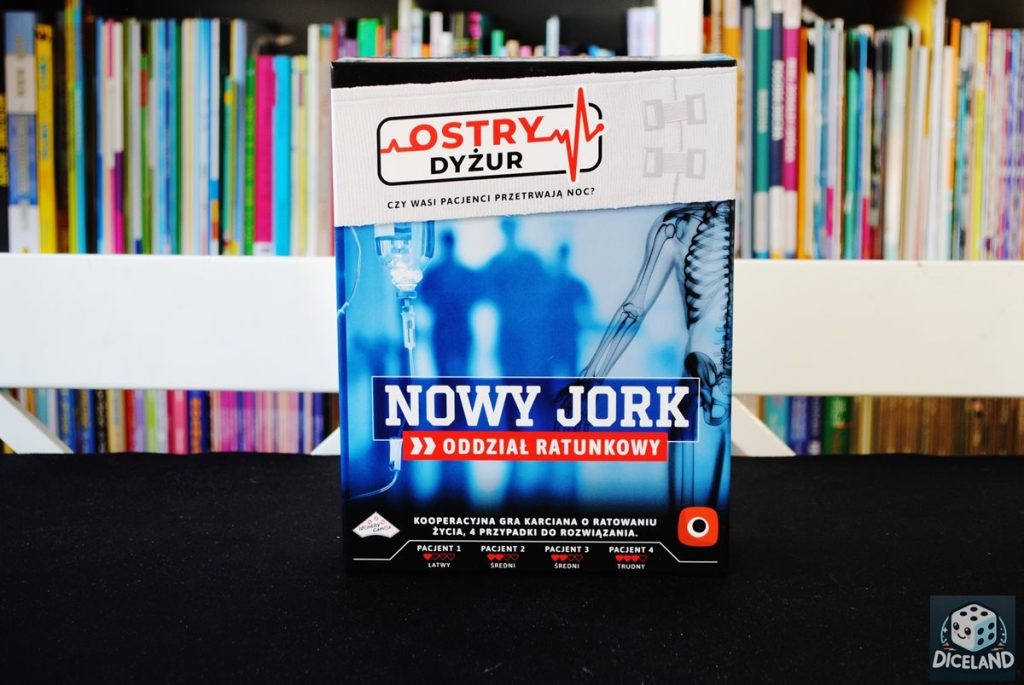 OSTRY
DYŻUR
CZY WASI PACJENCI PRZETRWAJĄ NOC?
NOWY JORK
ODDZIAŁ RATUNKOWY
KOOPERACYJNA GRA KARCIANA O RATOWANIU
ŻYCIA, 4 PRZYPADKI DO ROZWIĄZANIA.
PACJENT 1 PACJENT 2 PACJENT 3 PACJENT 4
ŁATWY ŚREDNI ŚREDNI TRUDNY
DICELAND